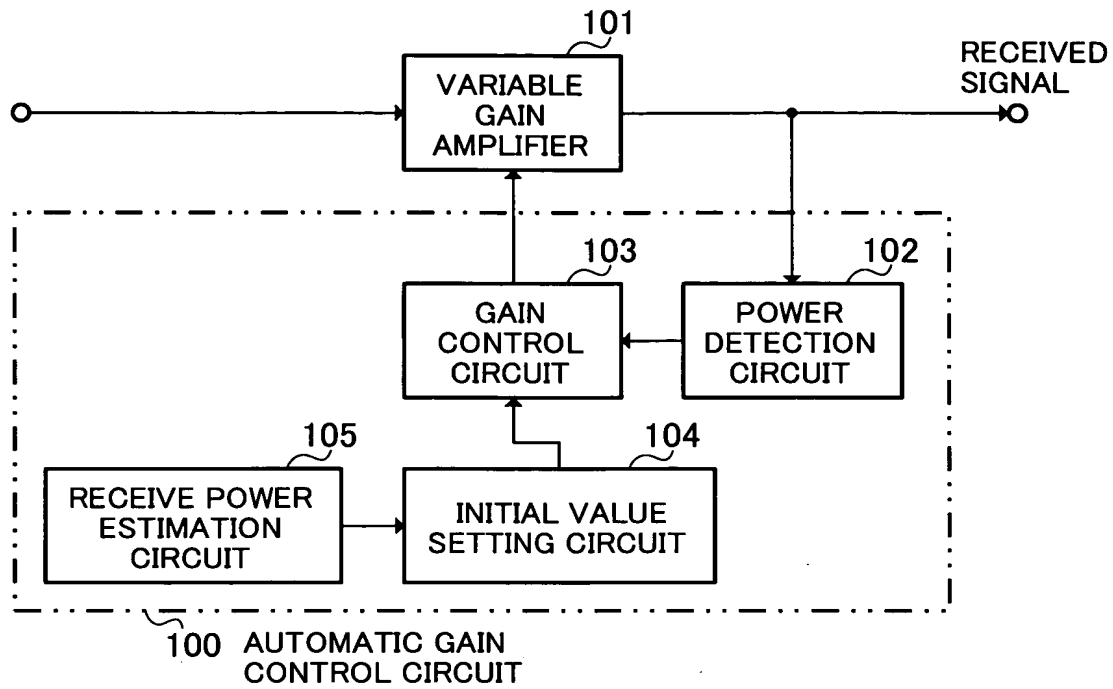 101
VARIABLE
GAIN
AMPLIFIER
RECEIVED
SIGNAL
103
GAIN
CONTROL
CIRCUIT
102
POWER
DETECTION
CIRCUIT
105
RECEIVE POWER
ESTIMATION
CIRCUIT
104
INITIAL VALUE
SETTING CIRCUIT
100 AUTOMATIC GAIN
CONTROL CIRCUIT